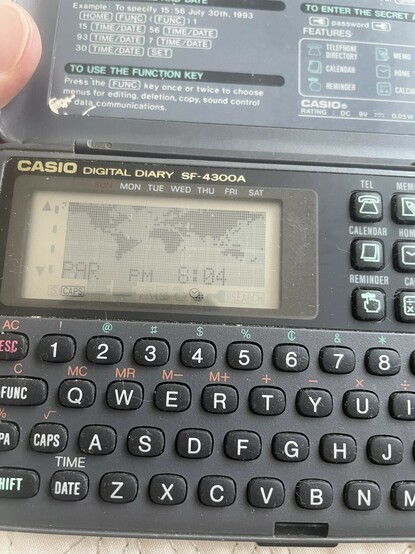 Example: To specify 15:56 July 30th, 1993
HOME FUNC (FUNC) 1
15 TIME/DATE 56 TIME/DATE
93 TIME/DATE 7 TIME/DATE
30 TIME/DATE SET
TO USE THE FUNCTION KEY
Press the FUNC key once or twice to choose
menus for editing, deletion, copy, sound control
data communications.
TO ENTER THE SECRET
password
FEATURES
TELEPHONE
DIRECTORY
MEMO
CALENDAR
REMINDER
CASIO
RATING : DC 9V
CASIO DIGITAL DIARY SF-4300A
SUN MON TUE WED THU FRI SAT
PAR PM 8:04
CAPS
SEARCH
TEL
CALENDAR
REMINDER
AC ! @ # $ % ¢ & *
ESC 1 2 3 4 5 6 7 8
C MC MR M- M+ + − × ÷
FUNC Q W E R T Y U I
% √
CAPS A S D F G H J
TIME
SHIFT DATE Z X C V B N M